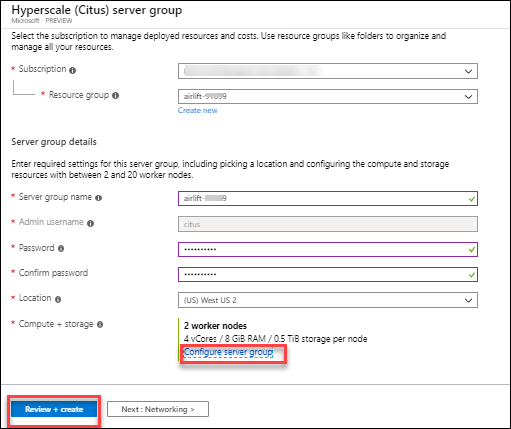 Hyperscale (Citus) server group
Microsoft - PREVIEW
Select the subscription to manage deployed resources and costs. Use resource groups like folders to organize and
manage all your resources.
* Subscription
* Resource group
airlift-
Create new
Server group details
Enter required settings for this server group, including picking a location and configuring the compute and storage
resources with between 2 and 20 worker nodes.
* Server group name
airlift- 9
* Admin username
citus
* Password
••••••••••
* Confirm password
••••••••••
* Location
(US) West US 2
* Compute + storage
2 worker nodes
4 vCores / 8 GiB RAM / 0.5 TiB storage per node
Configure server group
Review + create
Next : Networking >